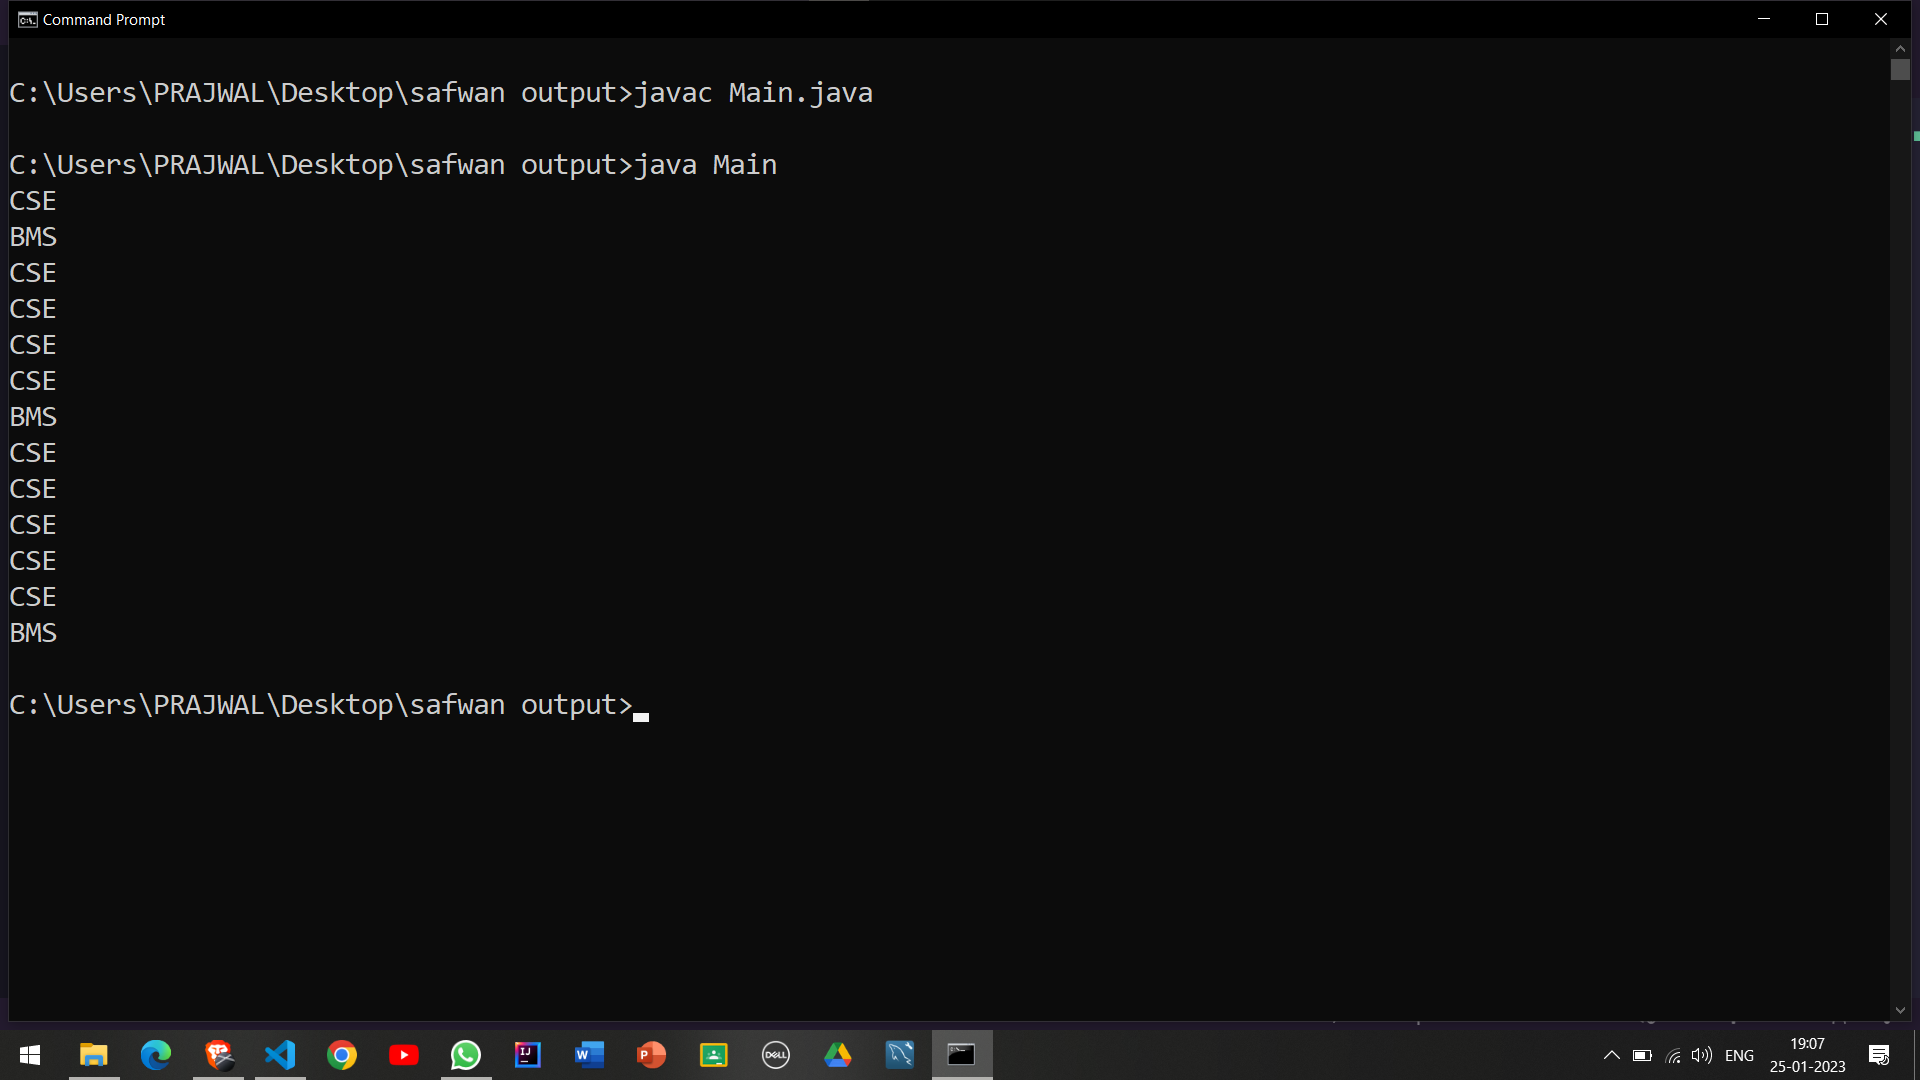 Command Prompt
C:\Users\PRAJWAL\Desktop\safwan output>javac Main.java
C:\Users\PRAJWAL\Desktop\safwan output>java Main
CSE
BMS
CSE
CSE
CSE
CSE
BMS
CSE
CSE
CSE
CSE
CSE
BMS
C:\Users\PRAJWAL\Desktop\safwan output>
ENG
19:07
25-01-2023